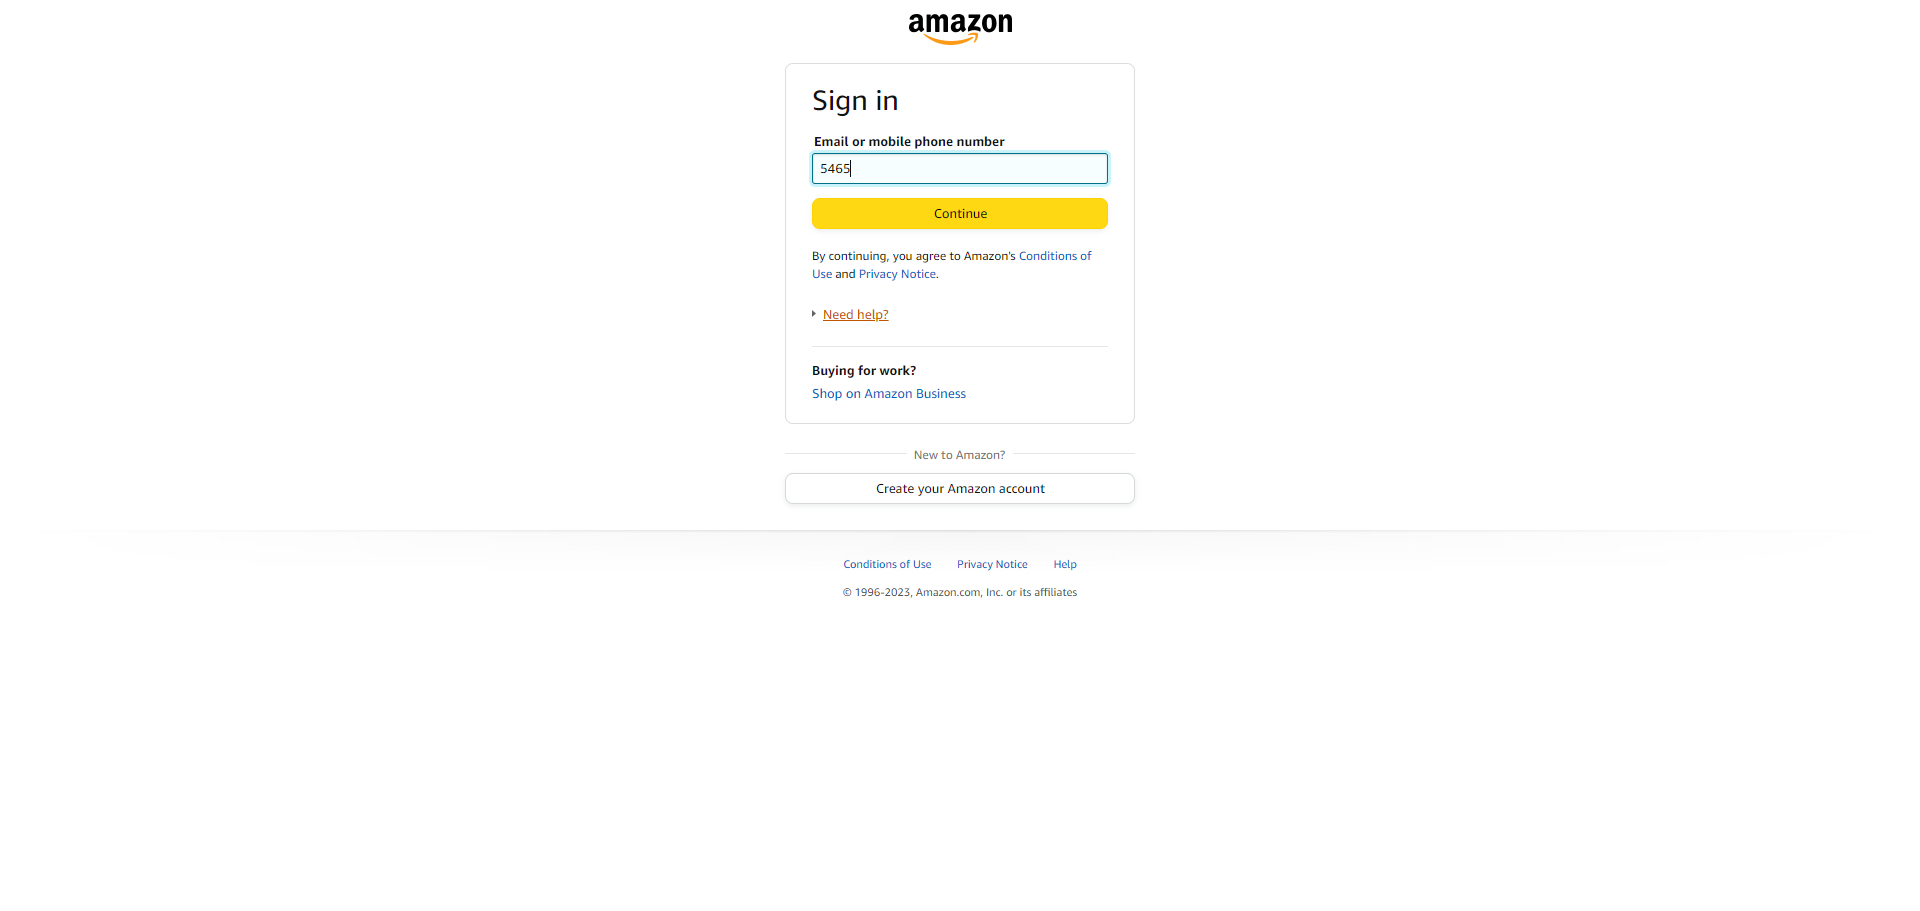 amazon
Sign in
Email or mobile phone number
5465
Continue
By continuing, you agree to Amazon's Conditions of
Use and Privacy Notice.
Need help?
Buying for work?
Shop on Amazon Business
New to Amazon?
Create your Amazon account
Conditions of Use Privacy Notice Help
© 1996-2023, Amazon.com, Inc. or its affiliates